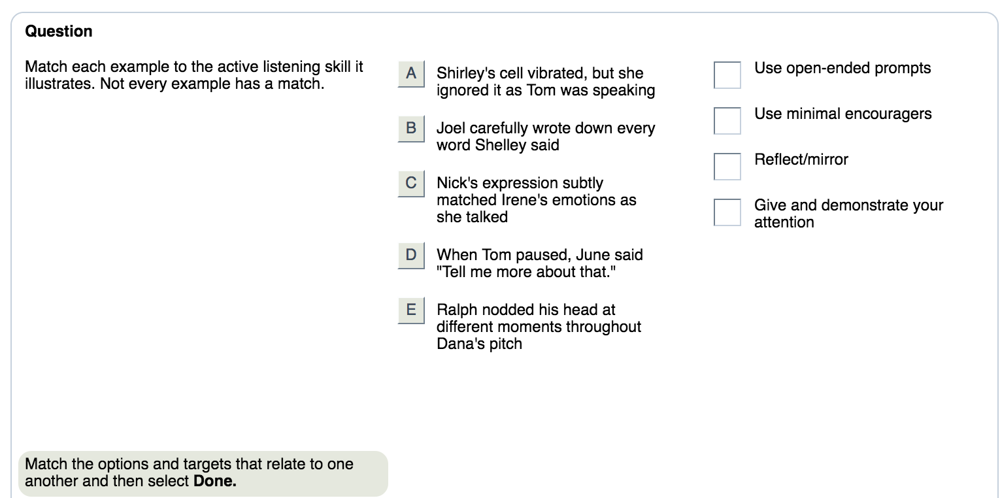 Question
Match each example to the active listening skill it
illustrates. Not every example has a match.
A
Shirley's cell vibrated, but she
ignored it as Tom was speaking
B
Joel carefully wrote down every
word Shelley said
C
Nick's expression subtly
matched Irene's emotions as
she talked
D
When Tom paused, June said
"Tell me more about that."
E
Ralph nodded his head at
different moments throughout
Dana's pitch
Use open-ended prompts
Use minimal encouragers
Reflect/mirror
Give and demonstrate your
attention
Match the options and targets that relate to one
another and then select Done.